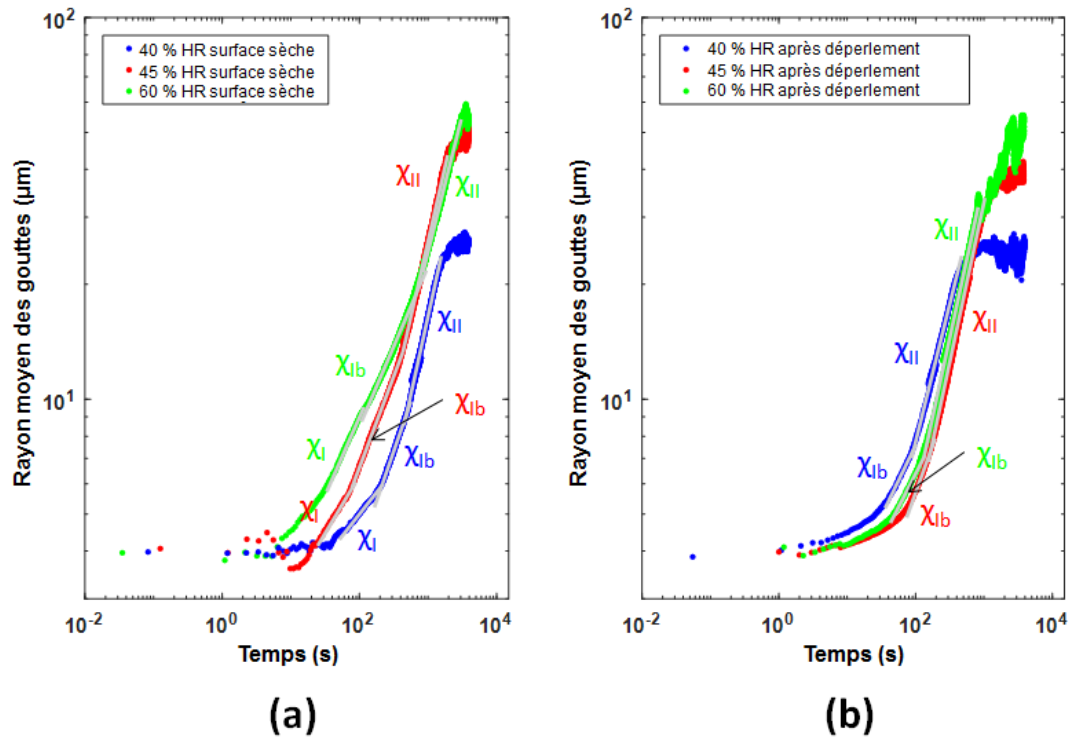 10²
40 % HR surface sèche
45 % HR surface sèche
60 % HR surface sèche
χII
χII
χII
χIb
χIb
χIb
χI
χI
χI
10¹
Rayon moyen des gouttes (µm)
10⁻² 10⁰ 10² 10⁴
Temps (s)
(a)
10²
40 % HR après déperlement
45 % HR après déperlement
60 % HR après déperlement
χII
χII
χII
χIb
χIb
χIb
10¹
Rayon moyen des gouttes (µm)
10⁻² 10⁰ 10² 10⁴
Temps (s)
(b)